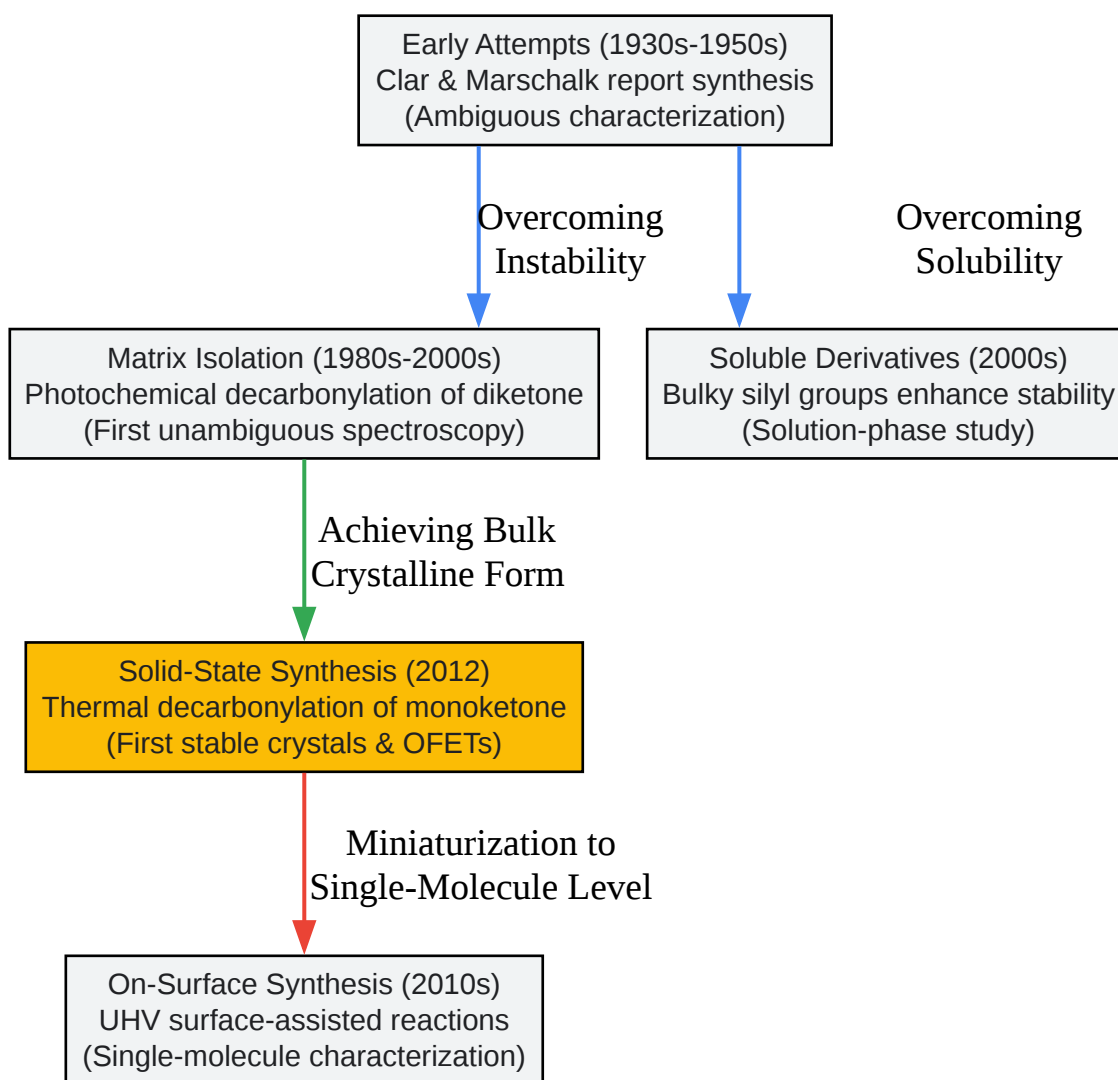 Early Attempts (1930s-1950s)
Clar & Marschalk report synthesis
(Ambiguous characterization)
Overcoming
Instability
Overcoming
Solubility
Matrix Isolation (1980s-2000s)
Photochemical decarbonylation of diketone
(First unambiguous spectroscopy)
Soluble Derivatives (2000s)
Bulky silyl groups enhance stability
(Solution-phase study)
Achieving Bulk
Crystalline Form
Solid-State Synthesis (2012)
Thermal decarbonylation of monoketone
(First stable crystals & OFETs)
Miniaturization to
Single-Molecule Level
On-Surface Synthesis (2010s)
UHV surface-assisted reactions
(Single-molecule characterization)